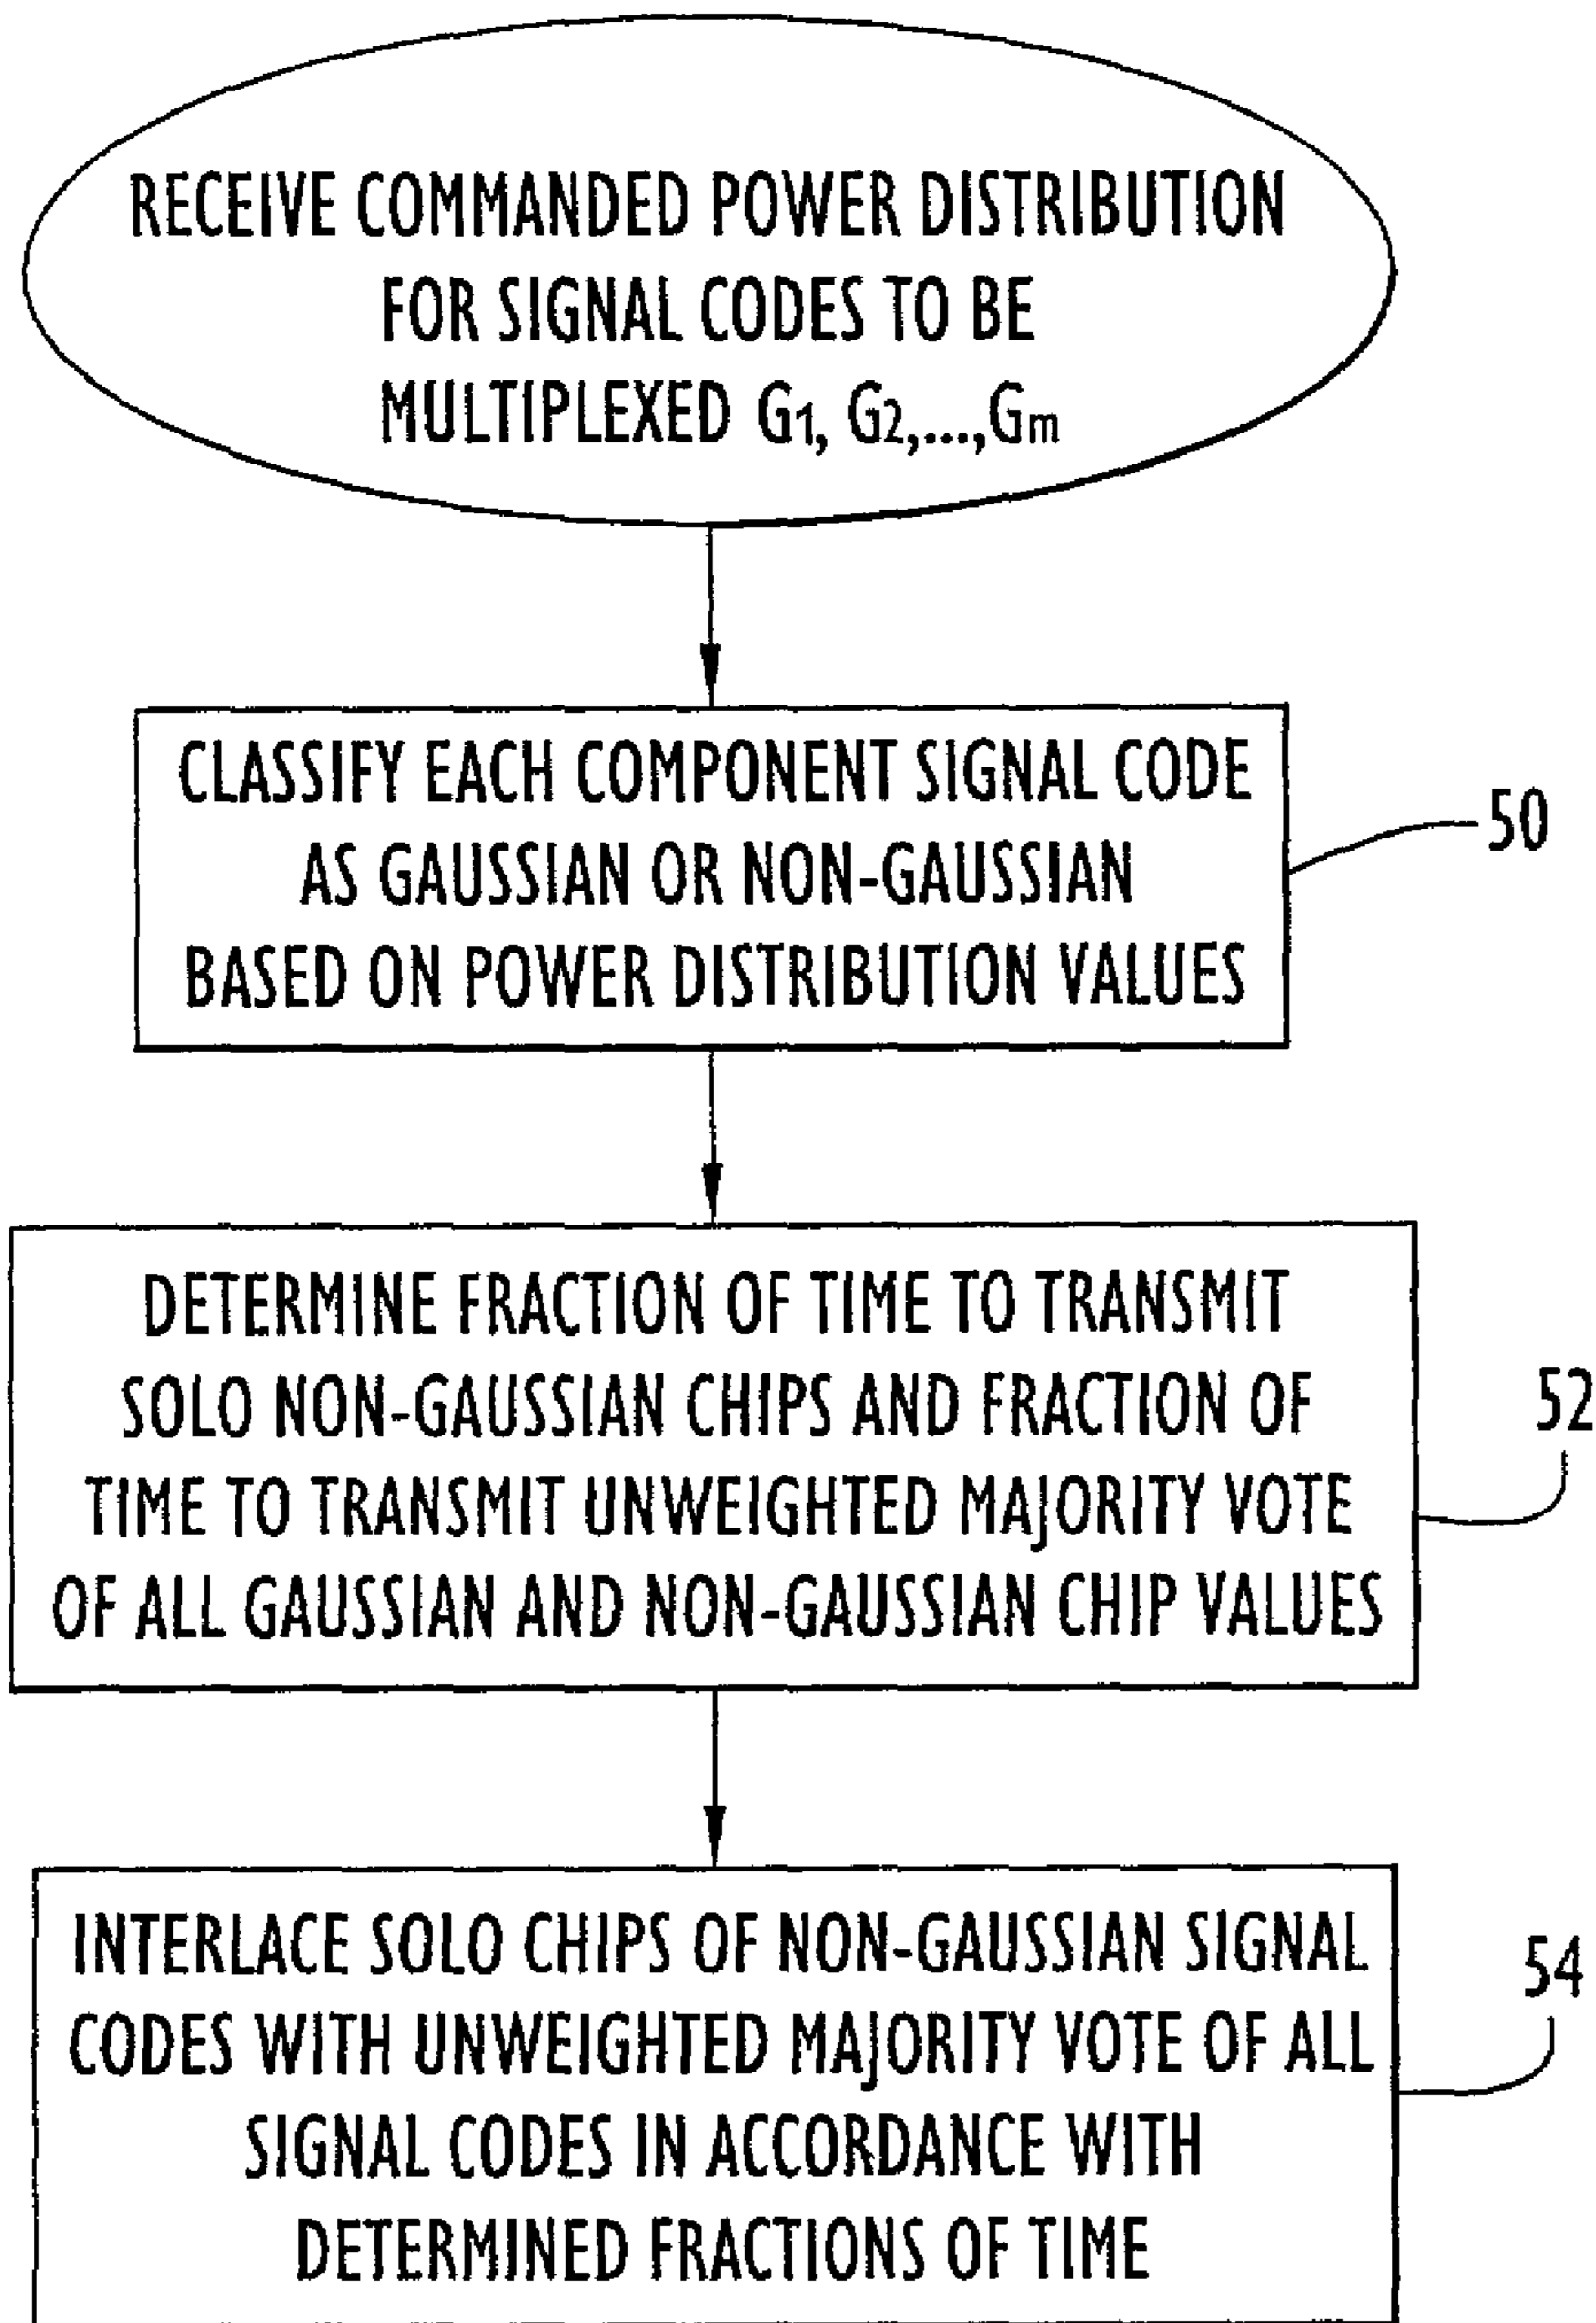 RECEIVE COMMANDED POWER DISTRIBUTION
FOR SIGNAL CODES TO BE
MULTIPLEXED G1, G2,...,Gm
CLASSIFY EACH COMPONENT SIGNAL CODE
AS GAUSSIAN OR NON-GAUSSIAN
BASED ON POWER DISTRIBUTION VALUES
50
DETERMINE FRACTION OF TIME TO TRANSMIT
SOLO NON-GAUSSIAN CHIPS AND FRACTION OF
TIME TO TRANSMIT UNWEIGHTED MAJORITY VOTE
OF ALL GAUSSIAN AND NON-GAUSSIAN CHIP VALUES
52
INTERLACE SOLO CHIPS OF NON-GAUSSIAN SIGNAL
CODES WITH UNWEIGHTED MAJORITY VOTE OF ALL
SIGNAL CODES IN ACCORDANCE WITH
DETERMINED FRACTIONS OF TIME
54